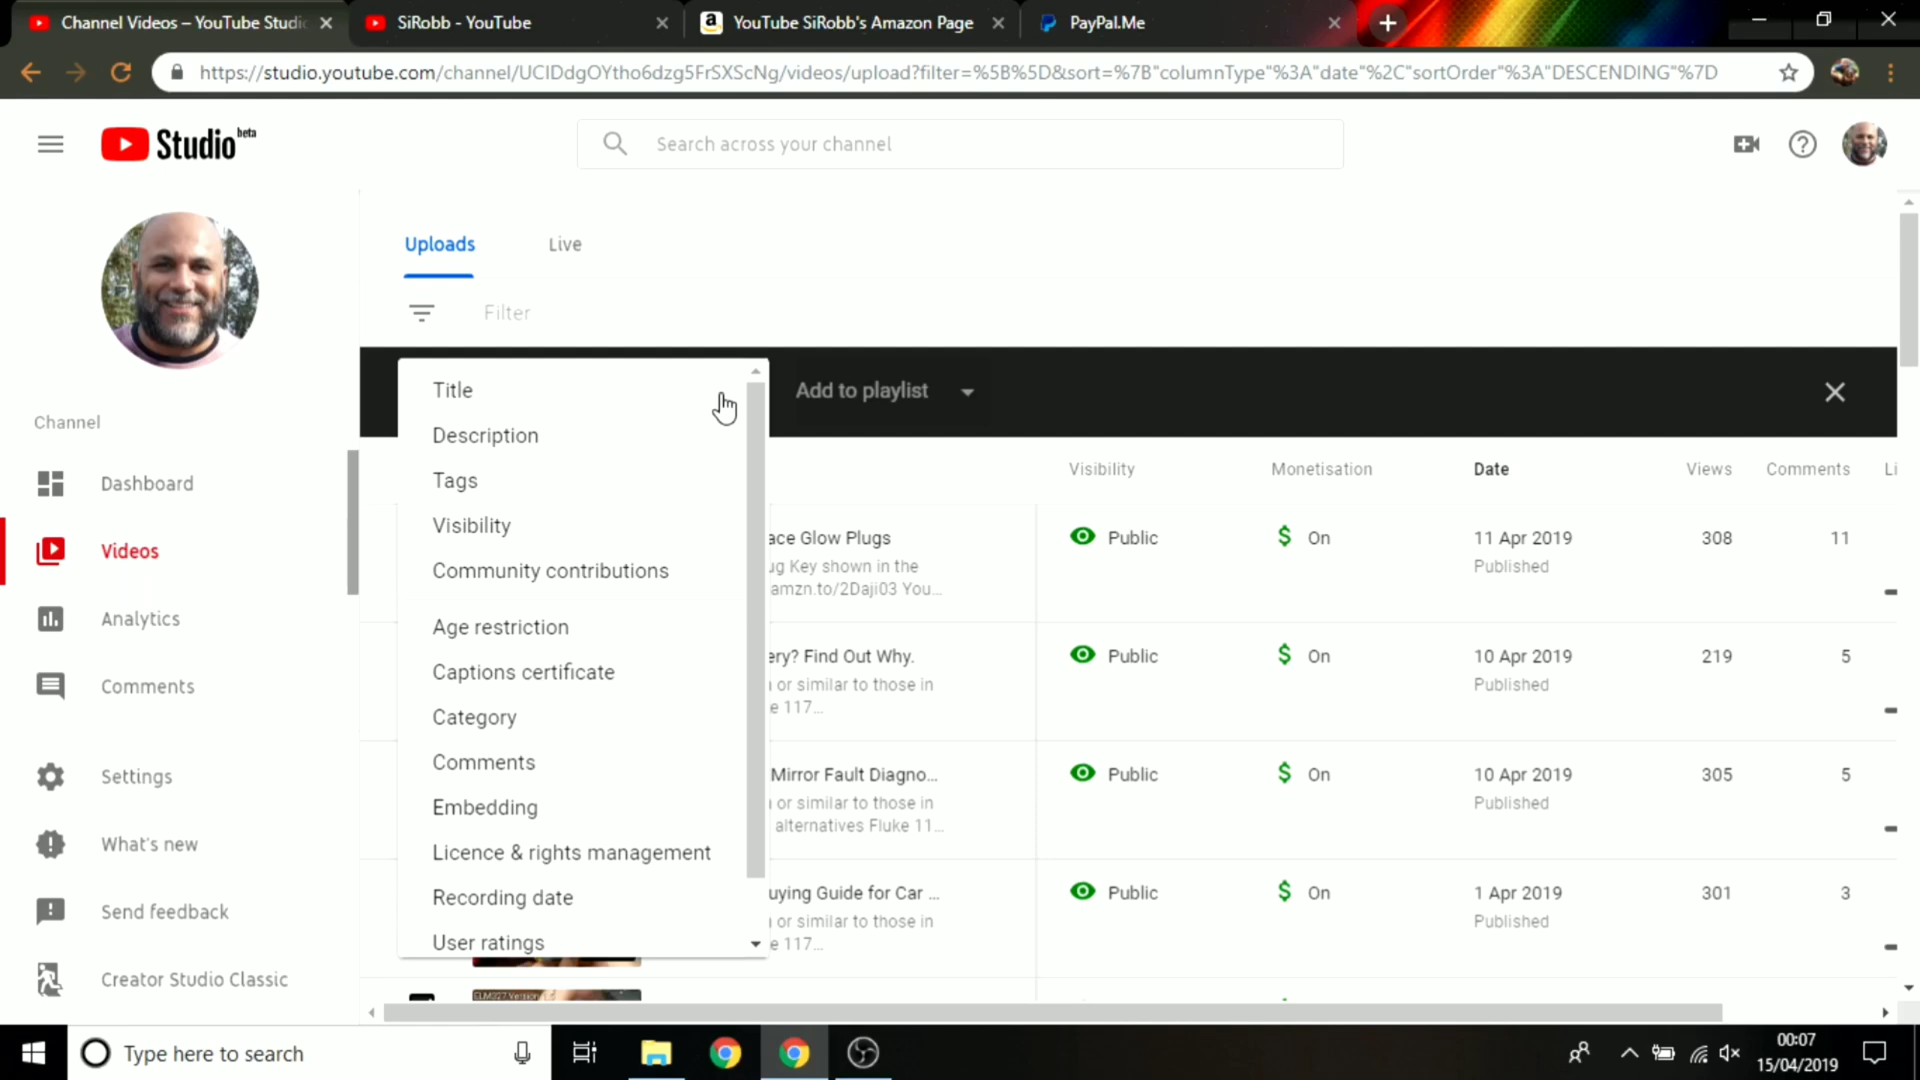 Channel Videos – YouTube Studi
SiRobb - YouTube
YouTube SiRobb's Amazon Page
PayPal.Me
https://studio.youtube.com/channel/UCIDdgOYtho6dzg5FrSXScNg/videos/upload?filter=%5B%5D&sort=%7B"columnType"%3A"date"%2C"sortOrder"%3A"DESCENDING"%7D
Studio beta
Search across your channel
Uploads
Live
Filter
Add to playlist
Channel
Dashboard
Videos
Analytics
Comments
Settings
What's new
Send feedback
Creator Studio Classic
Title
Description
Tags
Visibility
Community contributions
Age restriction
Captions certificate
Category
Comments
Embedding
Licence & rights management
Recording date
User ratings
Visibility Monetisation Date Views Comments Li
ace Glow Plugs
ug Key shown in the
amzn.to/2Daji03 You...
Public On 11 Apr 2019 308 11
Published
ery? Find Out Why.
or similar to those in
e 117...
Public On 10 Apr 2019 219 5
Published
Mirror Fault Diagno...
or similar to those in
alternatives Fluke 11...
Public On 10 Apr 2019 305 5
Published
uying Guide for Car ...
or similar to those in
e 117...
Public On 1 Apr 2019 301 3
Published
ELM327 Version
Type here to search
00:07
15/04/2019